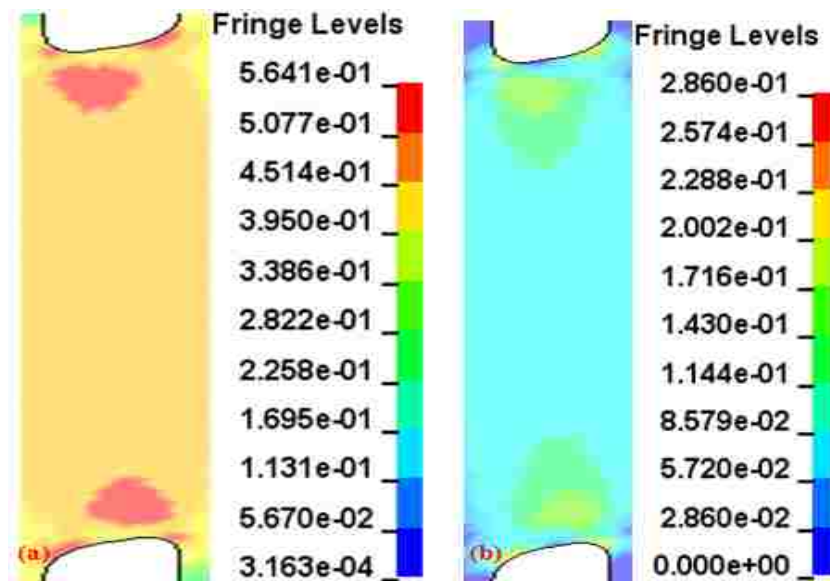 Fringe Levels
5.641e-01
5.077e-01
4.514e-01
3.950e-01
3.386e-01
2.822e-01
2.258e-01
1.695e-01
1.131e-01
5.670e-02
3.163e-04
(a)
Fringe Levels
2.860e-01
2.574e-01
2.288e-01
2.002e-01
1.716e-01
1.430e-01
1.144e-01
8.579e-02
5.720e-02
2.860e-02
0.000e+00
(b)